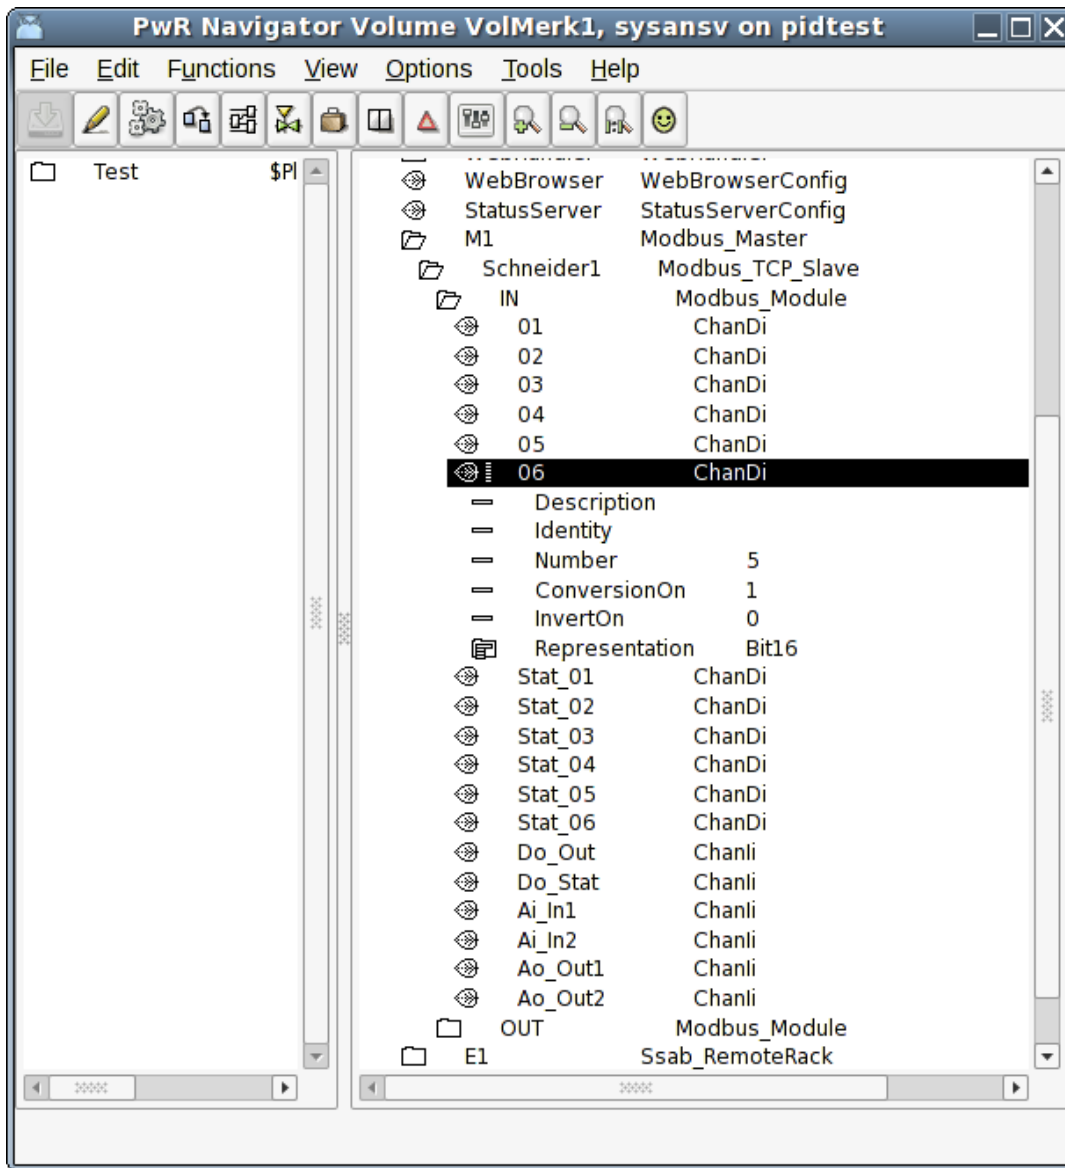 PwR Navigator Volume VolMerk1, sysansv on pidtest
File Edit Functions View Options Tools Help
Test $Pl
WebHandler WebHandler
WebBrowser WebBrowserConfig
StatusServer StatusServerConfig
M1 Modbus_Master
Schneider1 Modbus_TCP_Slave
IN Modbus_Module
01 ChanDi
02 ChanDi
03 ChanDi
04 ChanDi
05 ChanDi
06 ChanDi
Description
Identity
Number 5
ConversionOn 1
InvertOn 0
Representation Bit16
Stat_01 ChanDi
Stat_02 ChanDi
Stat_03 ChanDi
Stat_04 ChanDi
Stat_05 ChanDi
Stat_06 ChanDi
Do_Out ChanIi
Do_Stat ChanIi
Ai_In1 ChanIi
Ai_In2 ChanIi
Ao_Out1 ChanIi
Ao_Out2 ChanIi
OUT Modbus_Module
E1 Ssab_RemoteRack